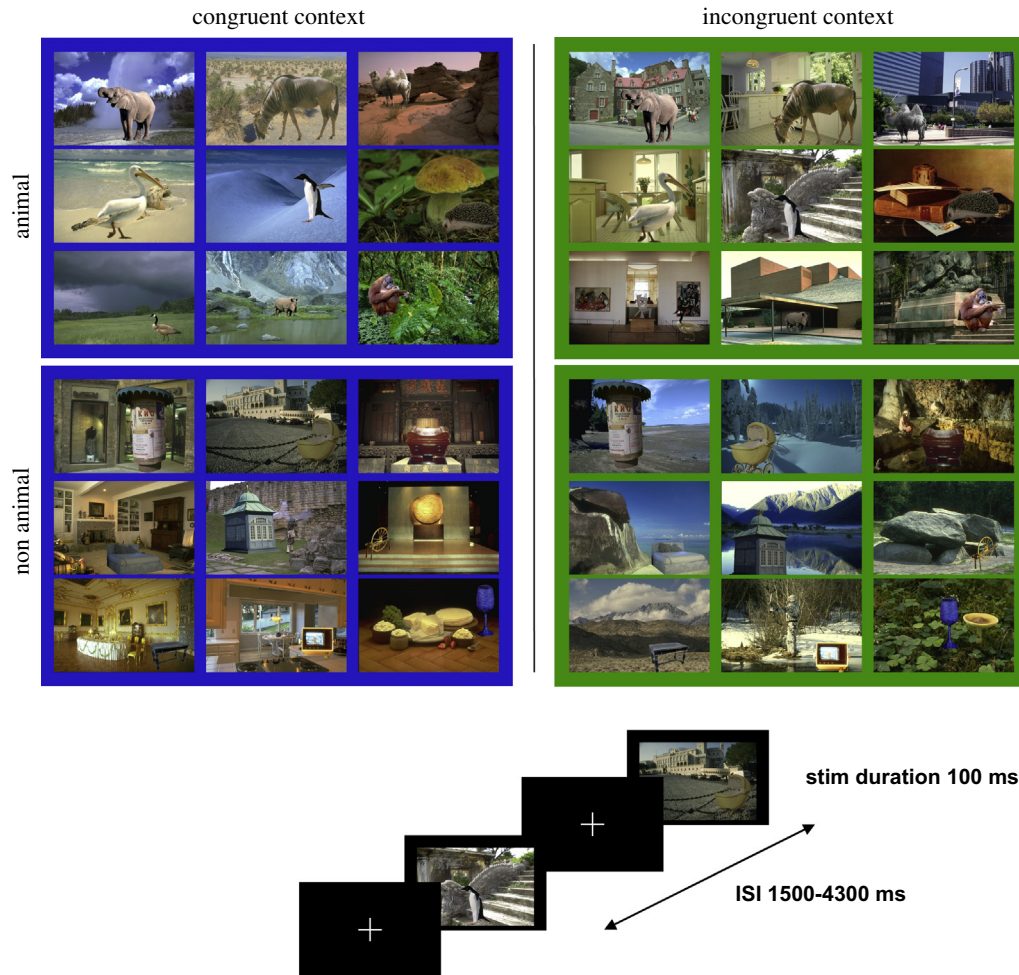 congruent context
incongruent context
animal
non animal
stim duration 100 ms
ISI 1500-4300 ms